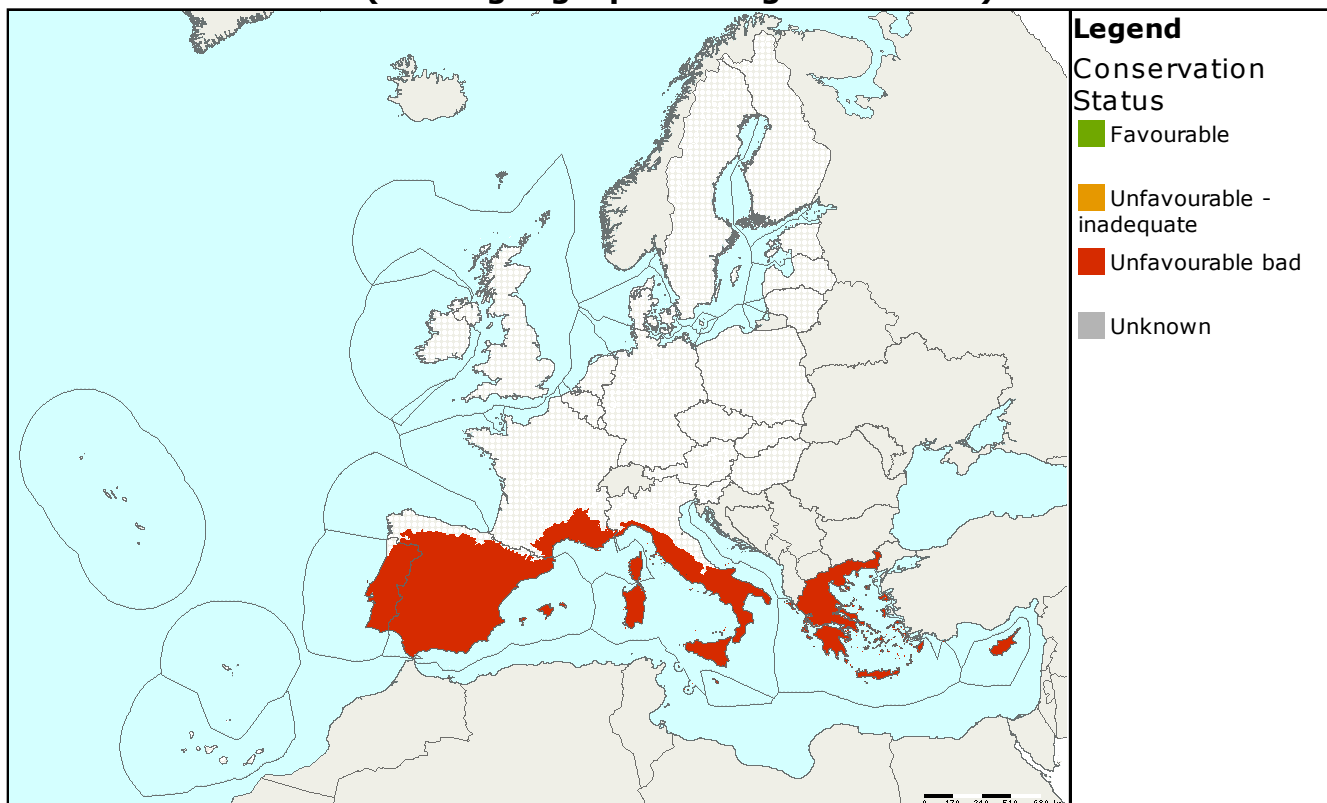 Legend
Conservation
Status
Favourable
Unfavourable -
inadequate
Unfavourable bad
Unknown